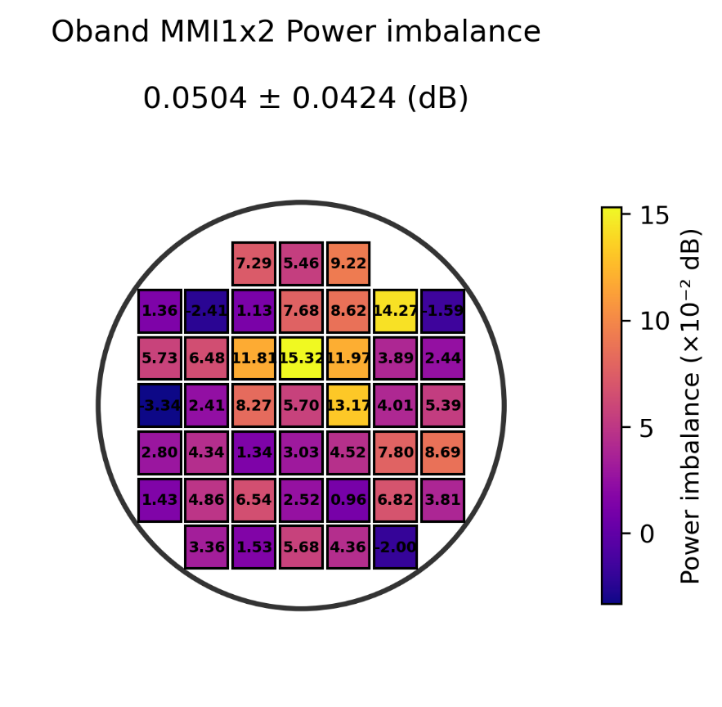 Oband MMI1x2 Power imbalance
0.0504 ± 0.0424 (dB)
7.29 5.46 9.22
1.36 -2.41 1.13 7.68 8.62 14.27 -1.59
5.73 6.48 11.81 15.32 11.97 3.89 2.44
-3.34 2.41 8.27 5.70 13.17 4.01 5.39
2.80 4.34 1.34 3.03 4.52 7.80 8.69
1.43 4.86 6.54 2.52 0.96 6.82 3.81
3.36 1.53 5.68 4.36 -2.00
15
10
5
0
Power imbalance (×10⁻² dB)